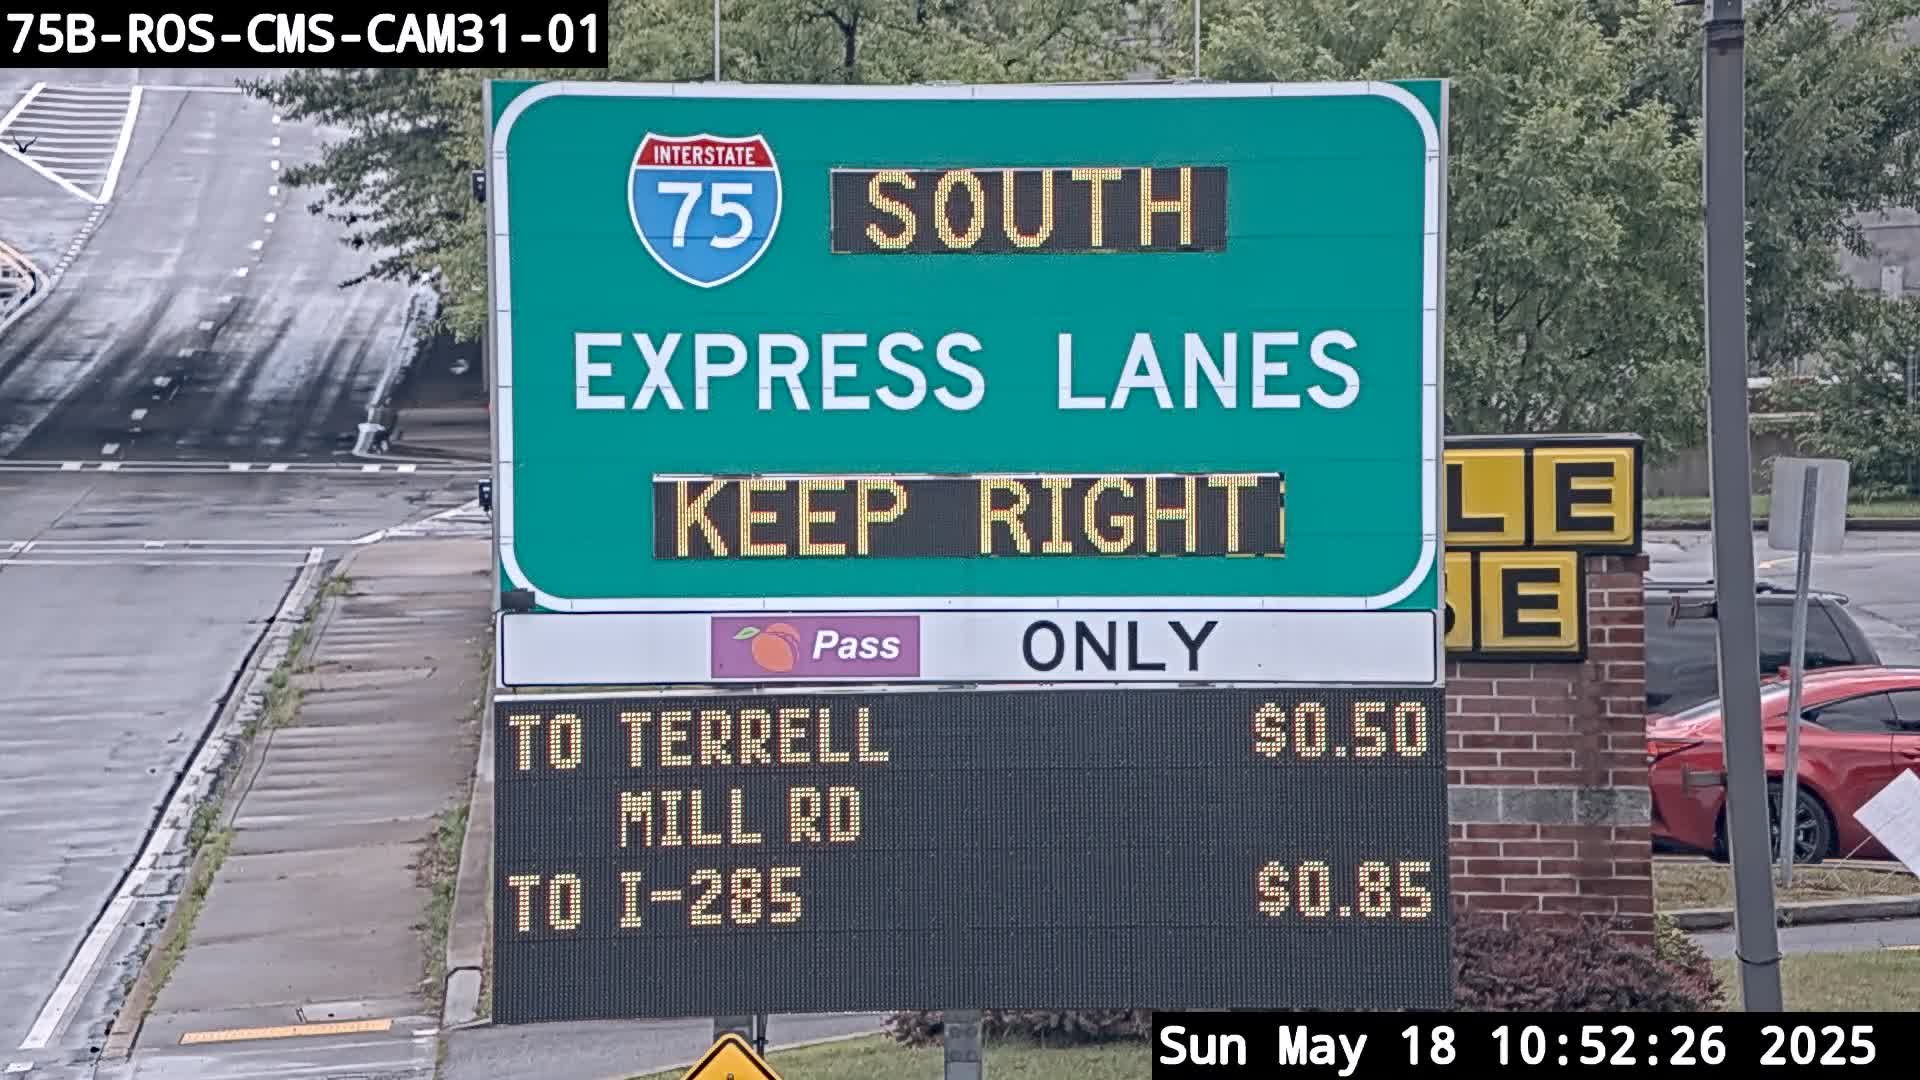 75B-ROS-CMS-CAM31-01
INTERSTATE
75
SOUTH
EXPRESS LANES
KEEP RIGHT
Pass ONLY
LE
E
TO TERRELL $0.50
MILL RD
TO I-285 $0.85
Sun May 18 10:52:26 2025